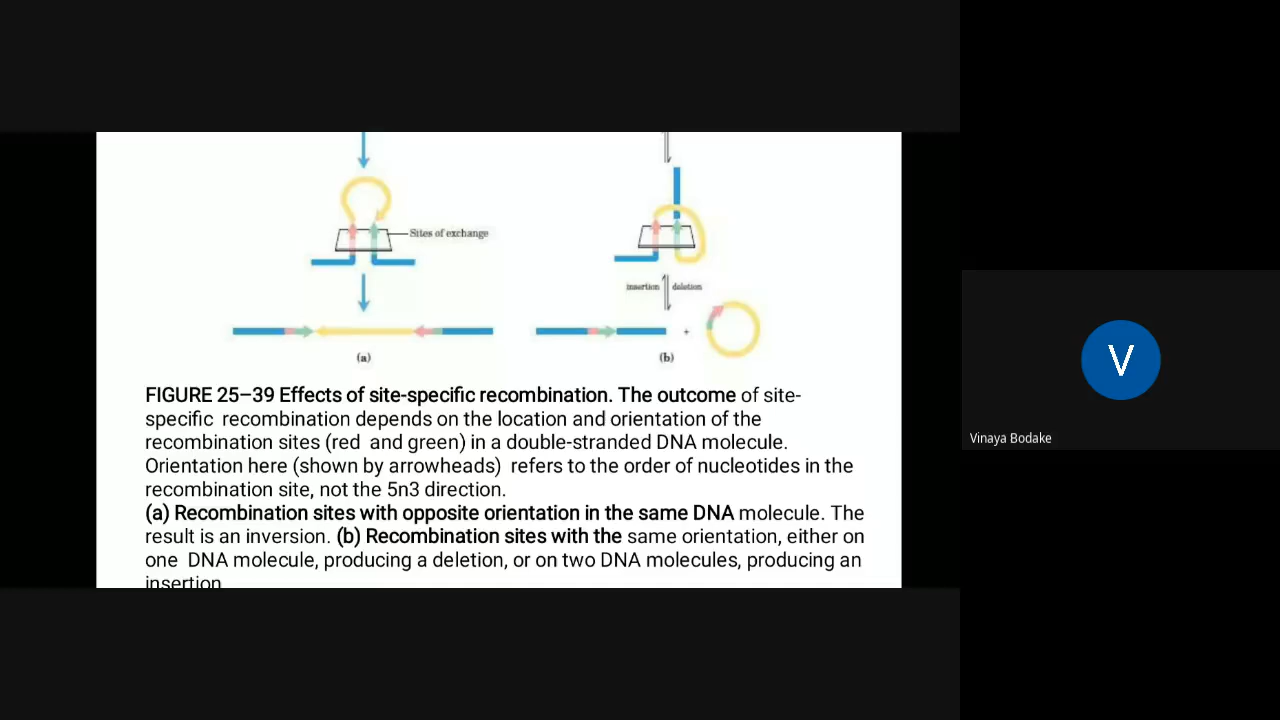 Sites of exchange
insertion deletion
+
(a) (b)
FIGURE 25–39 Effects of site-specific recombination. The outcome of site-
specific recombination depends on the location and orientation of the
recombination sites (red and green) in a double-stranded DNA molecule.
Orientation here (shown by arrowheads) refers to the order of nucleotides in the
recombination site, not the 5n3 direction.
(a) Recombination sites with opposite orientation in the same DNA molecule. The
result is an inversion. (b) Recombination sites with the same orientation, either on
one DNA molecule, producing a deletion, or on two DNA molecules, producing an
insertion
V
Vinaya Bodake